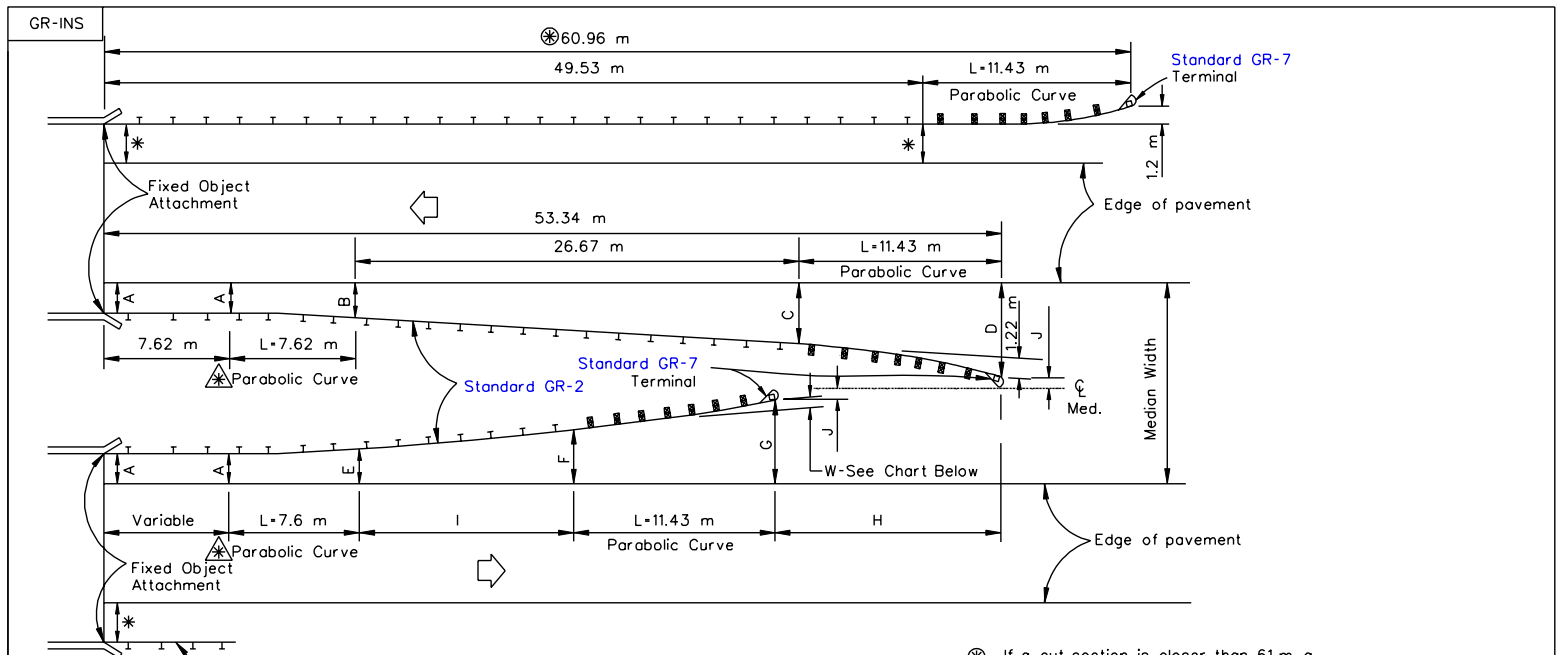 GR-INS
60.96 m
49.53 m
L=11.43 m
Parabolic Curve
Standard GR-7
Terminal
1.2 m
Fixed Object
Attachment
Edge of pavement
53.34 m
26.67 m
L=11.43 m
Parabolic Curve
A
A
B
C
D
1.22 m
J
7.62 m
L=7.62 m
Parabolic Curve
Standard GR-7
Terminal
Standard GR-2
℄
Med.
Median Width
A
A
E
F
G
J
W-See Chart Below
Variable
L=7.6 m
I
L=11.43 m
H
Parabolic Curve
Parabolic Curve
Edge of pavement
Fixed Object
Attachment
If a cut section is closer than 61 m a